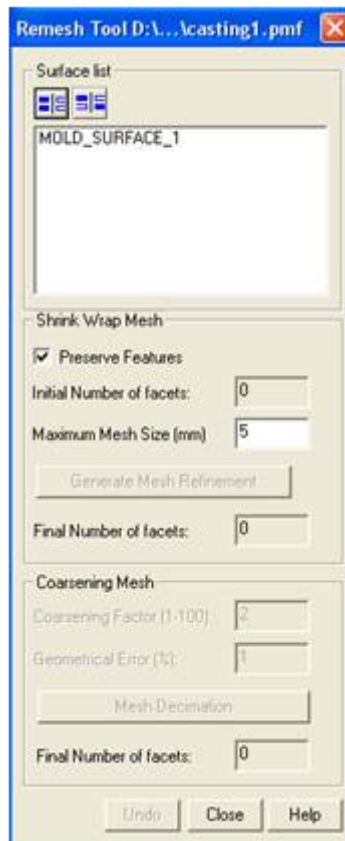 Remesh Tool D:\...\casting1.pmf
Surface list
MOLD_SURFACE_1
Shrink Wrap Mesh
Preserve Features
Initial Number of facets: 0
Maximum Mesh Size (mm) 5
Generate Mesh Refinement
Final Number of facets: 0
Coarsening Mesh
Coarsening Factor (1-100): 2
Geometrical Error (%): 1
Mesh Decimation
Final Number of facets: 0
Undo Close Help